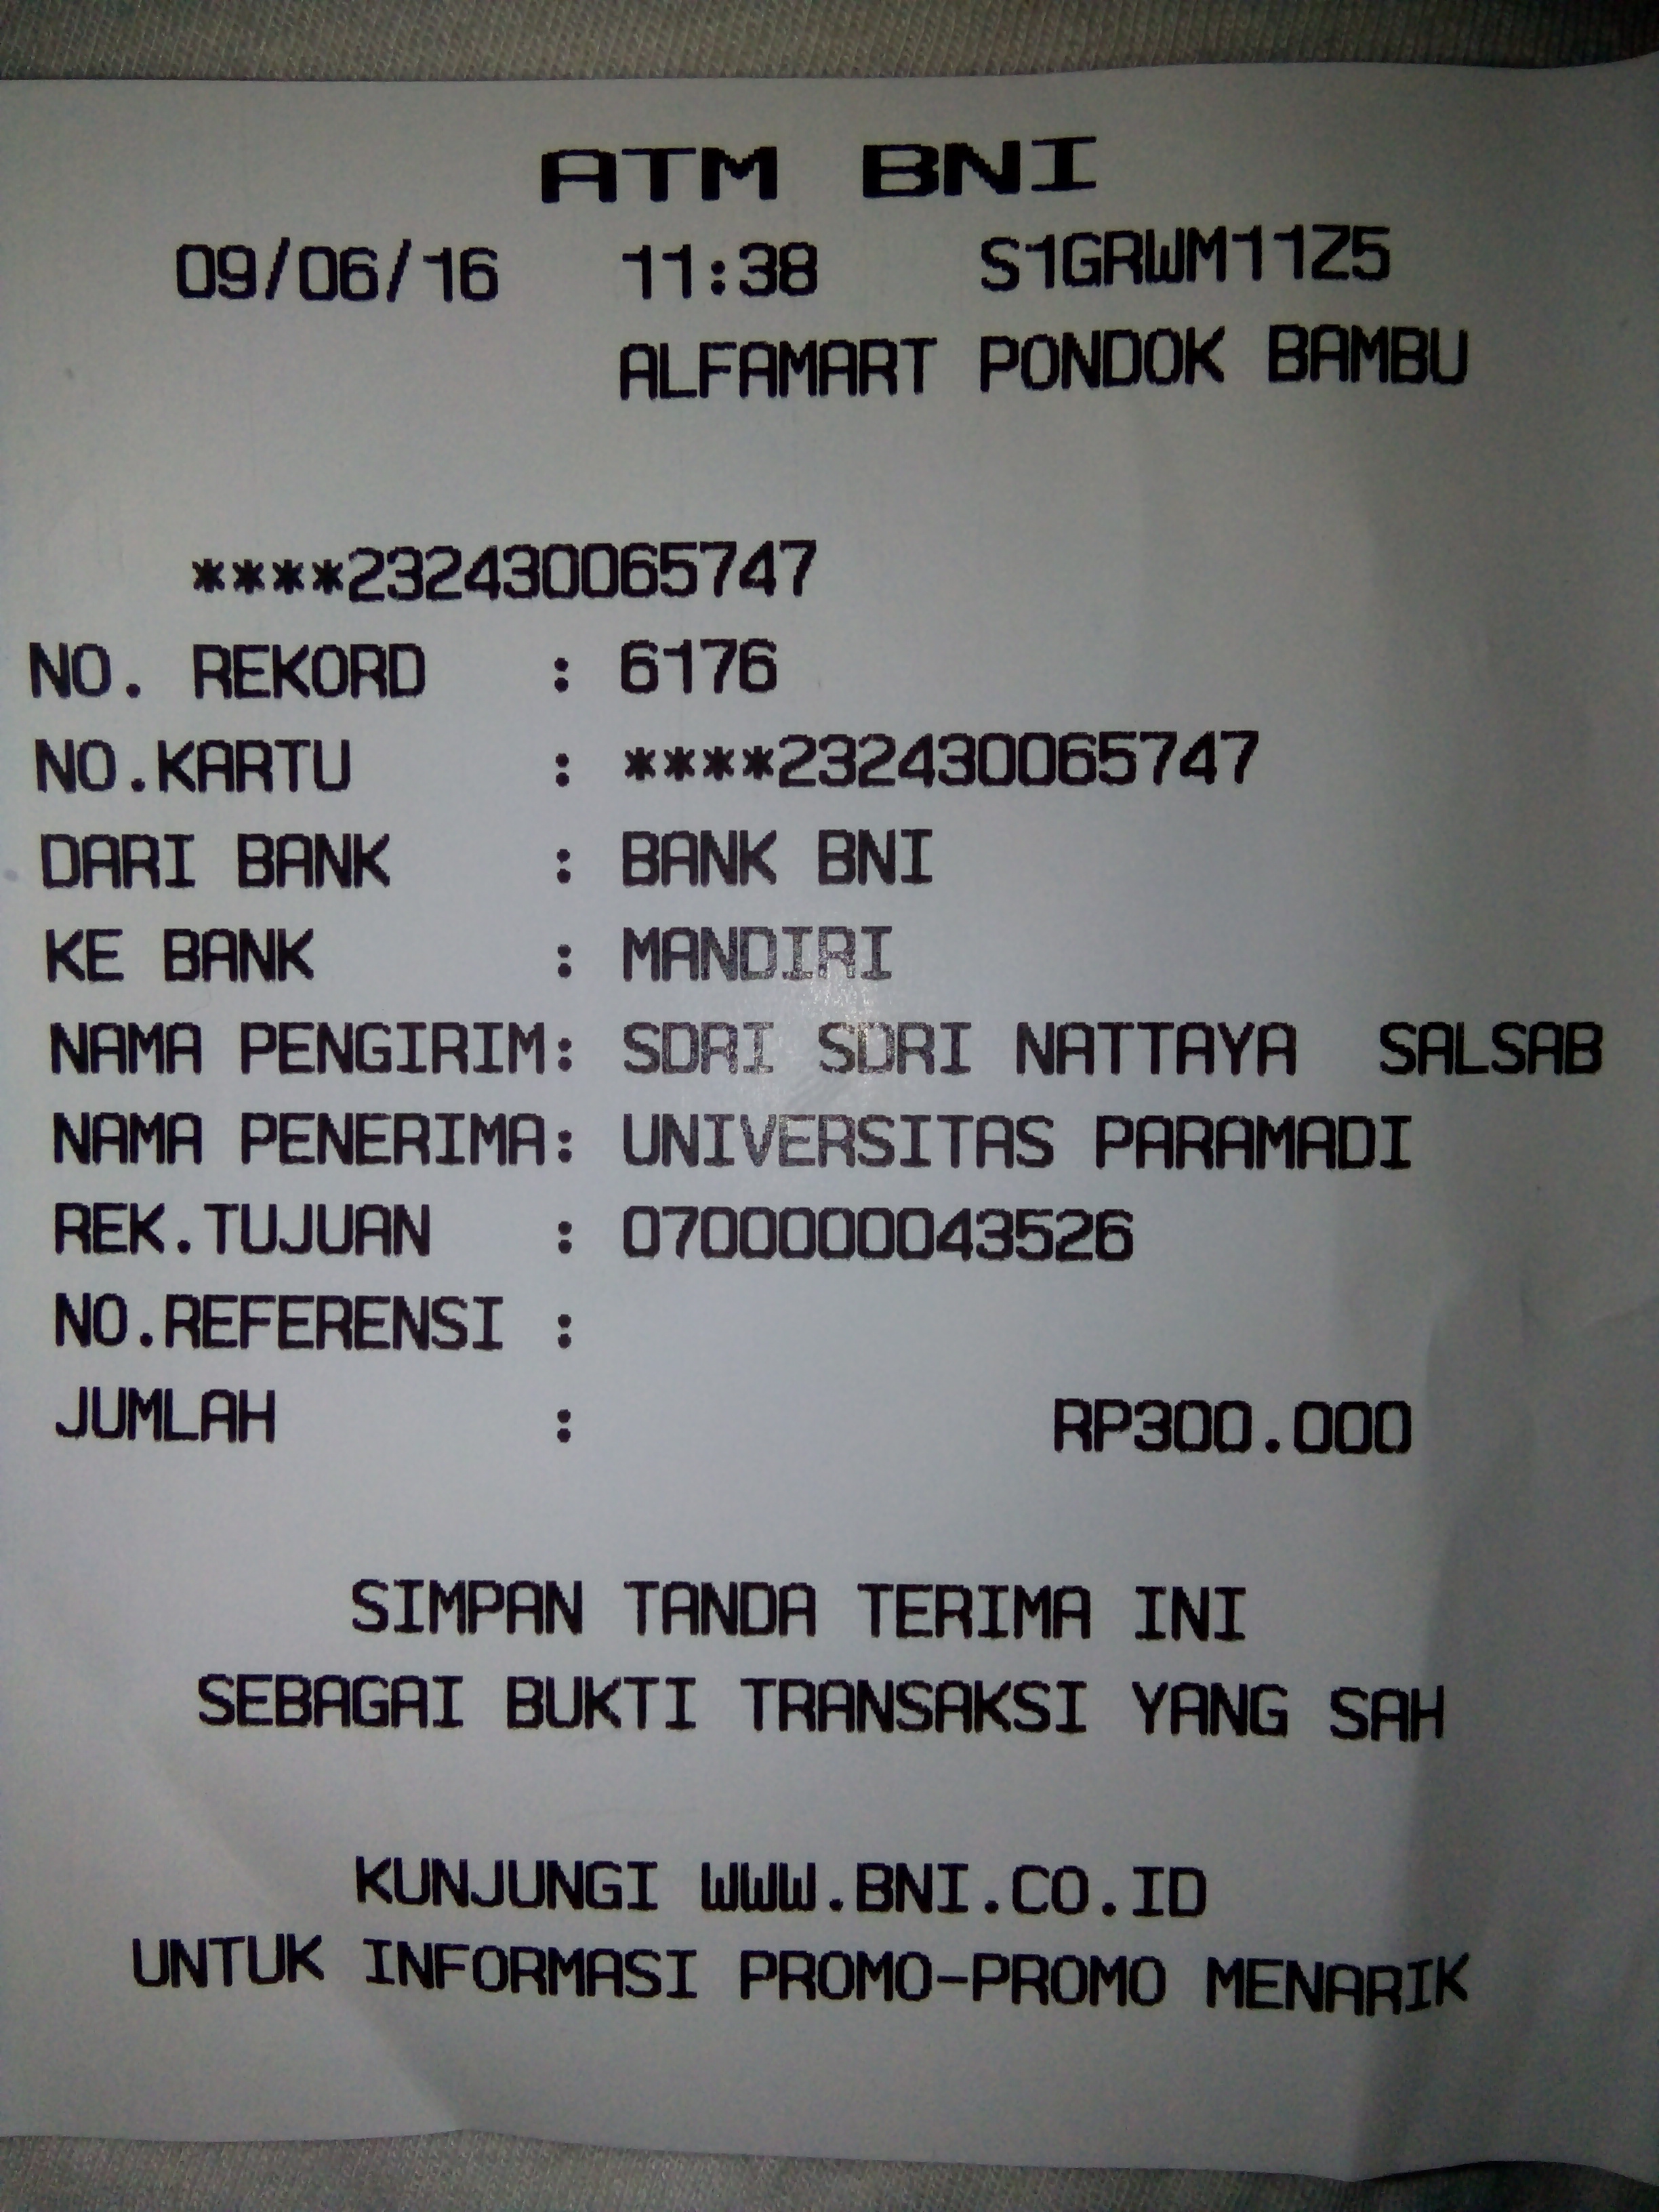 ATM BNI
09/06/16 11:38 S1GRWM11Z5
ALFAMART PONDOK BAMBU
****232430065747
NO. REKORD : 6176
NO.KARTU : ****232430065747
DARI BANK : BANK BNI
KE BANK : MANDIRI
NAMA PENGIRIM: SDRI SDRI NATTAYA SALSAB
NAMA PENERIMA: UNIVERSITAS PARAMADI
REK.TUJUAN : 0700000043526
NO.REFERENSI :
JUMLAH : RP300.000
SIMPAN TANDA TERIMA INI
SEBAGAI BUKTI TRANSAKSI YANG SAH
KUNJUNGI WWW.BNI.CO.ID
UNTUK INFORMASI PROMO-PROMO MENARIK